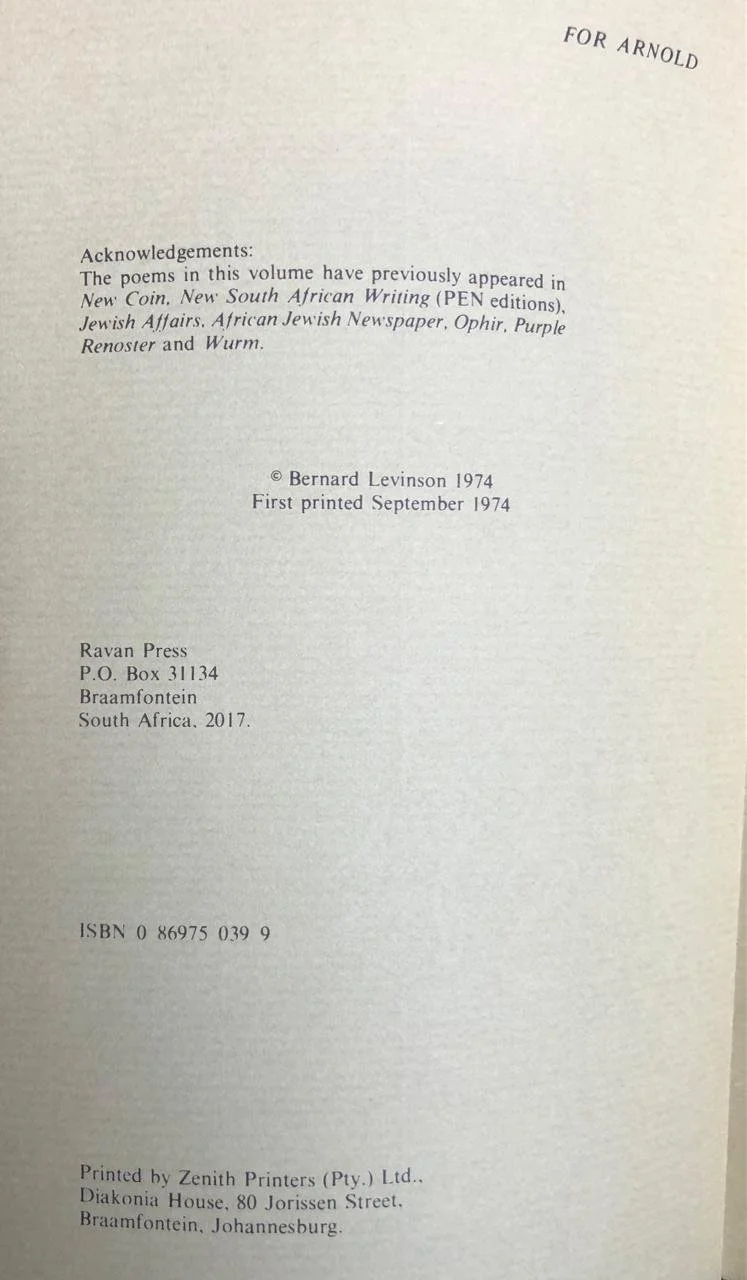 FOR ARNOLD
Acknowledgements:
The poems in this volume have previously appeared in
New Coin, New South African Writing (PEN editions),
Jewish Affairs, African Jewish Newspaper, Ophir, Purple
Renoster and Wurm.
© Bernard Levinson 1974
First printed September 1974
Ravan Press
P.O. Box 31134
Braamfontein
South Africa, 2017.
ISBN 0 86975 039 9
Printed by Zenith Printers (Pty.) Ltd.,
Diakonia House, 80 Jorissen Street,
Braamfontein, Johannesburg.